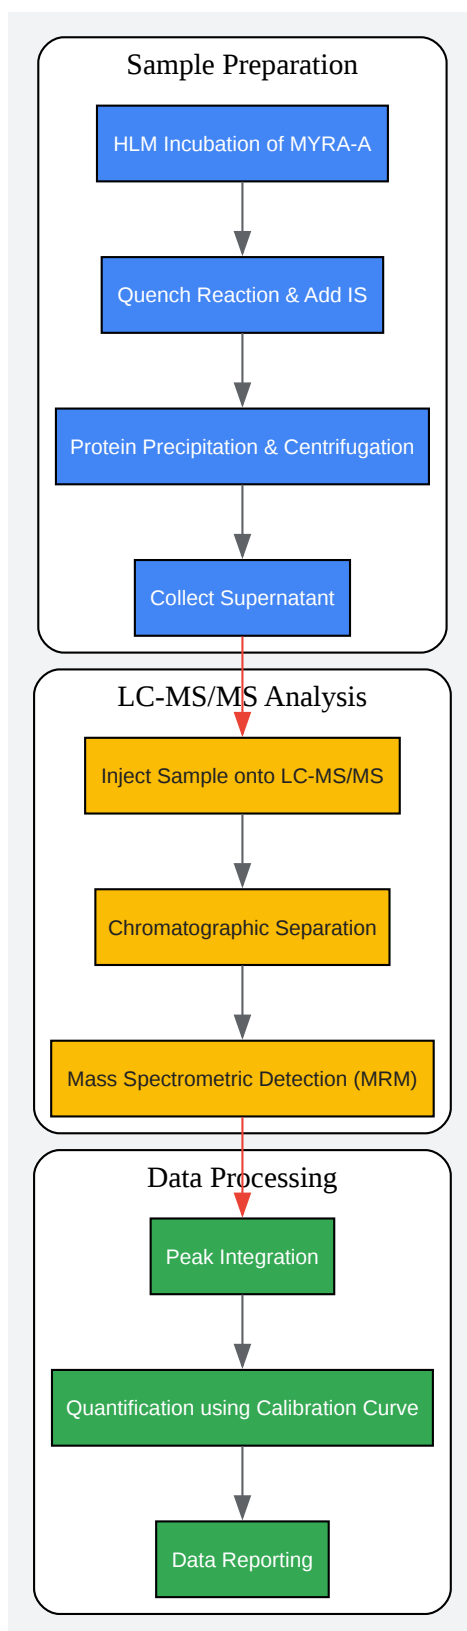 Sample Preparation
HLM Incubation of MYRA-A
Quench Reaction & Add IS
Protein Precipitation & Centrifugation
Collect Supernatant
LC-MS/MS Analysis
Inject Sample onto LC-MS/MS
Chromatographic Separation
Mass Spectrometric Detection (MRM)
Data Processing
Peak Integration
Quantification using Calibration Curve
Data Reporting